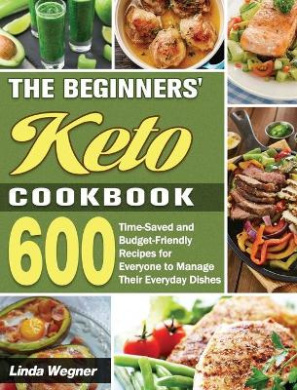 THE BEGINNERS'
Keto
COOKBOOK
600
Time-Saved and
Budget-Friendly
Recipes for
Everyone to Manage
Their Everyday Dishes
Linda Wegner